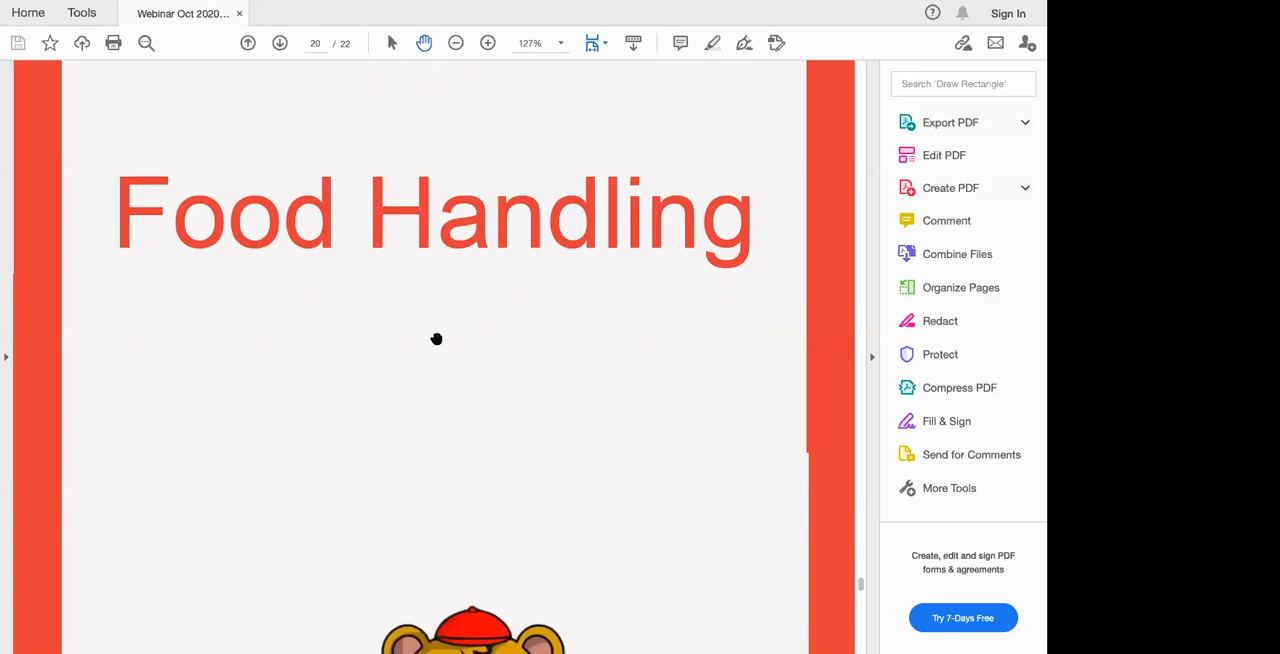 Home Tools Webinar Oct 2020... × Sign In
20 / 22 127%
Search 'Draw Rectangle'
Export PDF
Edit PDF
Create PDF
Comment
Combine Files
Organize Pages
Redact
Protect
Compress PDF
Fill & Sign
Send for Comments
More Tools
Create, edit and sign PDF
forms & agreements
Try 7-Days Free
Food Handling